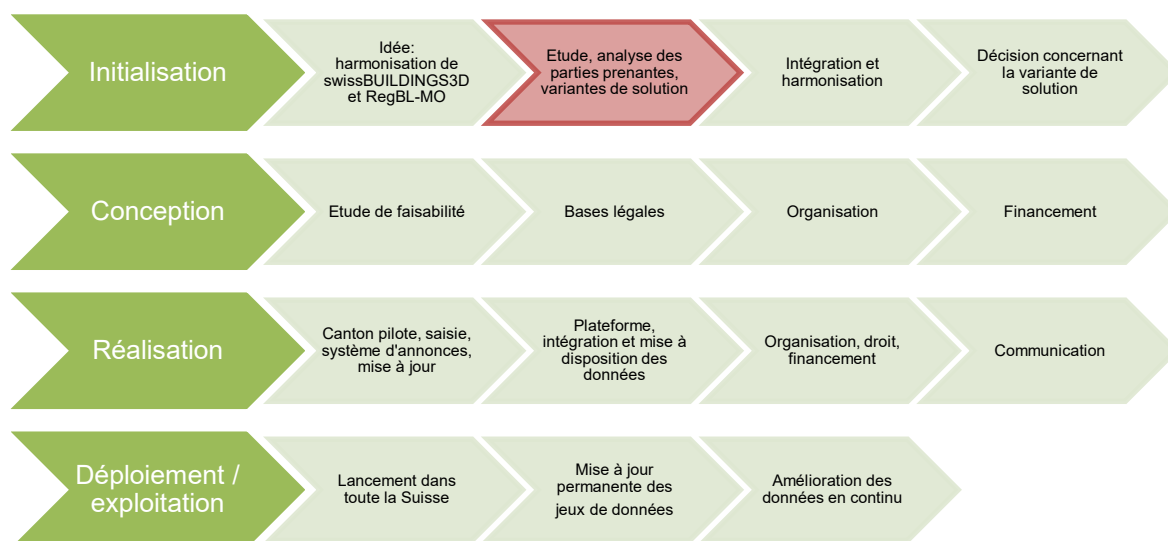 Initialisation
Idée:
harmonisation de
swissBUILDINGS3D
et RegBL-MO
Etude, analyse des
parties prenantes,
variantes de solution
Intégration et
harmonisation
Décision concernant
la variante de
solution
Conception
Etude de faisabilité
Bases légales
Organisation
Financement
Réalisation
Canton pilote, saisie,
système d'annonces,
mise à jour
Plateforme,
intégration et mise à
disposition des
données
Organisation, droit,
financement
Communication
Déploiement /
exploitation
Lancement dans
toute la Suisse
Mise à jour
permanente des
jeux de données
Amélioration des
données en continu